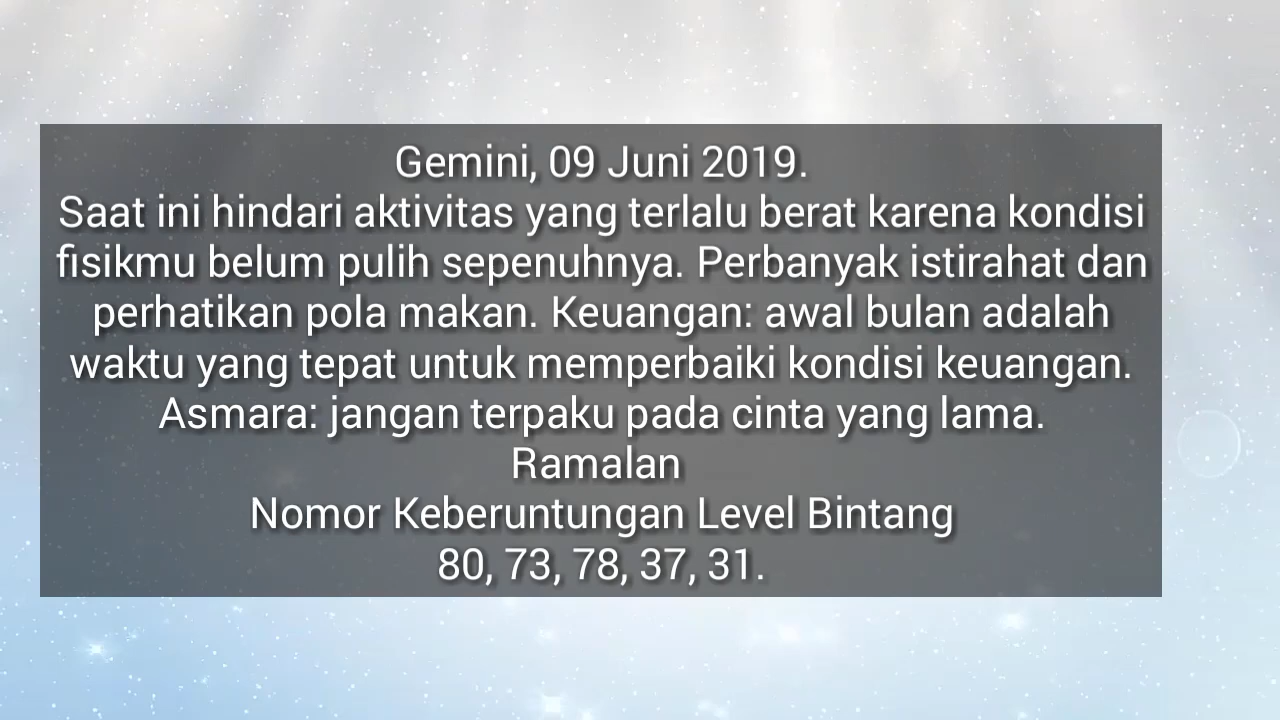 Gemini, 09 Juni 2019.
Saat ini hindari aktivitas yang terlalu berat karena kondisi
fisikmu belum pulih sepenuhnya. Perbanyak istirahat dan
perhatikan pola makan. Keuangan: awal bulan adalah
waktu yang tepat untuk memperbaiki kondisi keuangan.
Asmara: jangan terpaku pada cinta yang lama.
Ramalan
Nomor Keberuntungan Level Bintang
80, 73, 78, 37, 31.